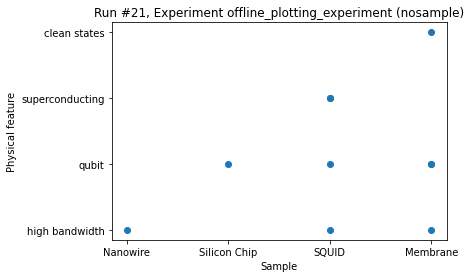 Run #21, Experiment offline_plotting_experiment (nosample)
clean states
superconducting
qubit
high bandwidth
Physical feature
Nanowire Silicon Chip SQUID Membrane
Sample